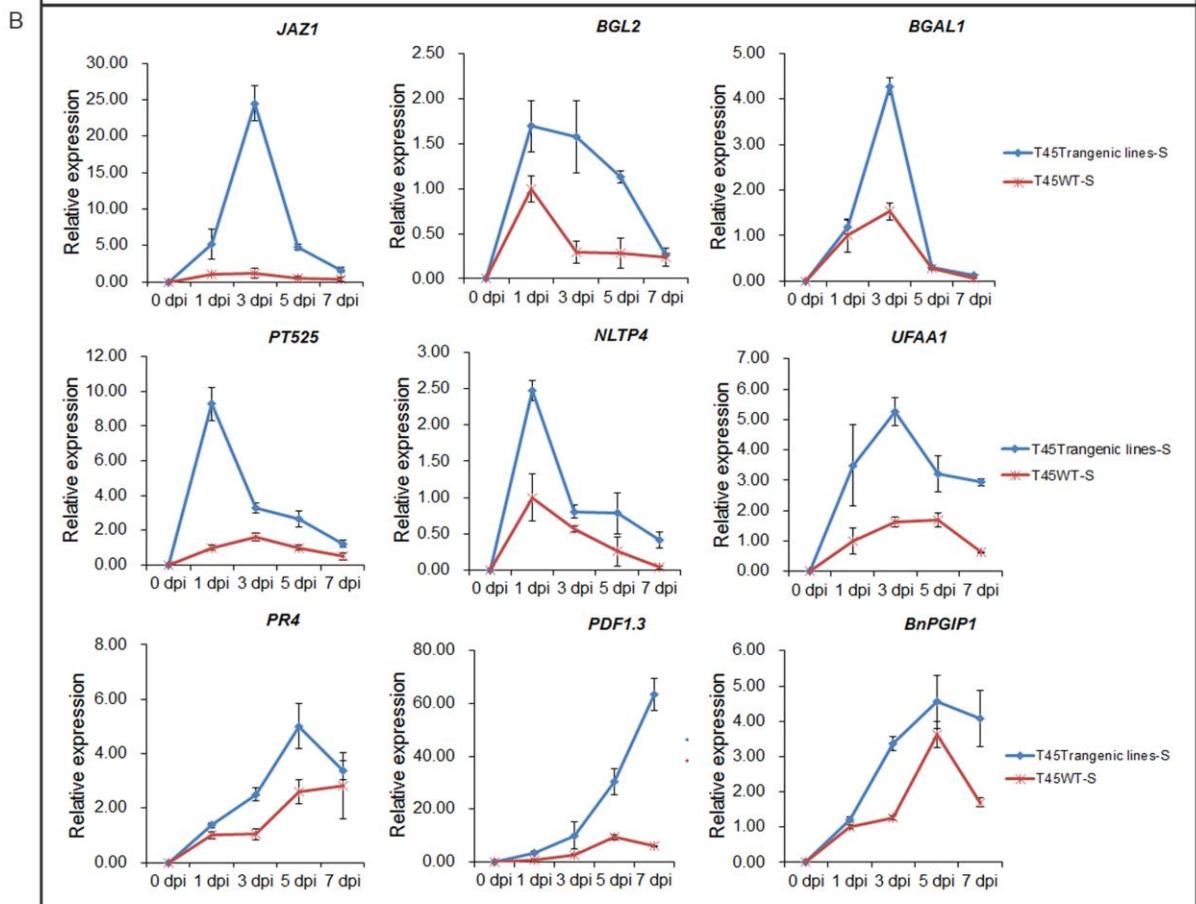 B
JAZ1
Relative expression
30.00
25.00
20.00
15.00
10.00
5.00
0.00
0 dpi 1 dpi 3 dpi 5 dpi 7 dpi
BGL2
Relative expression
2.50
2.00
1.50
1.00
0.50
0.00
0 dpi 1 dpi 3 dpi 5 dpi 7 dpi
BGAL1
Relative expression
5.00
4.00
3.00
2.00
1.00
0.00
0 dpi 1 dpi 3 dpi 5 dpi 7 dpi
T45Trangenic lines-S
T45WT-S
PT525
Relative expression
12.00
10.00
8.00
6.00
4.00
2.00
0.00
0 dpi 1 dpi 3 dpi 5 dpi 7 dpi
NLTP4
Relative expression
3.00
2.50
2.00
1.50
1.00
0.50
0.00
0 dpi 1 dpi 3 dpi 5 dpi 7 dpi
UFAA1
Relative expression
7.00
6.00
5.00
4.00
3.00
2.00
1.00
0.00
0 dpi 1 dpi 3 dpi 5 dpi 7 dpi
T45Trangenic lines-S
T45WT-S
PR4
Relative expression
8.00
6.00
4.00
2.00
0.00
0 dpi 1 dpi 3 dpi 5 dpi 7 dpi
PDF1.3
Relative expression
80.00
60.00
40.00
20.00
0.00
0 dpi 1 dpi 3 dpi 5 dpi 7 dpi
BnPGIP1
Relative expression
6.00
5.00
4.00
3.00
2.00
1.00
0.00
0 dpi 1 dpi 3 dpi 5 dpi 7 dpi
T45Trangenic lines-S
T45WT-S